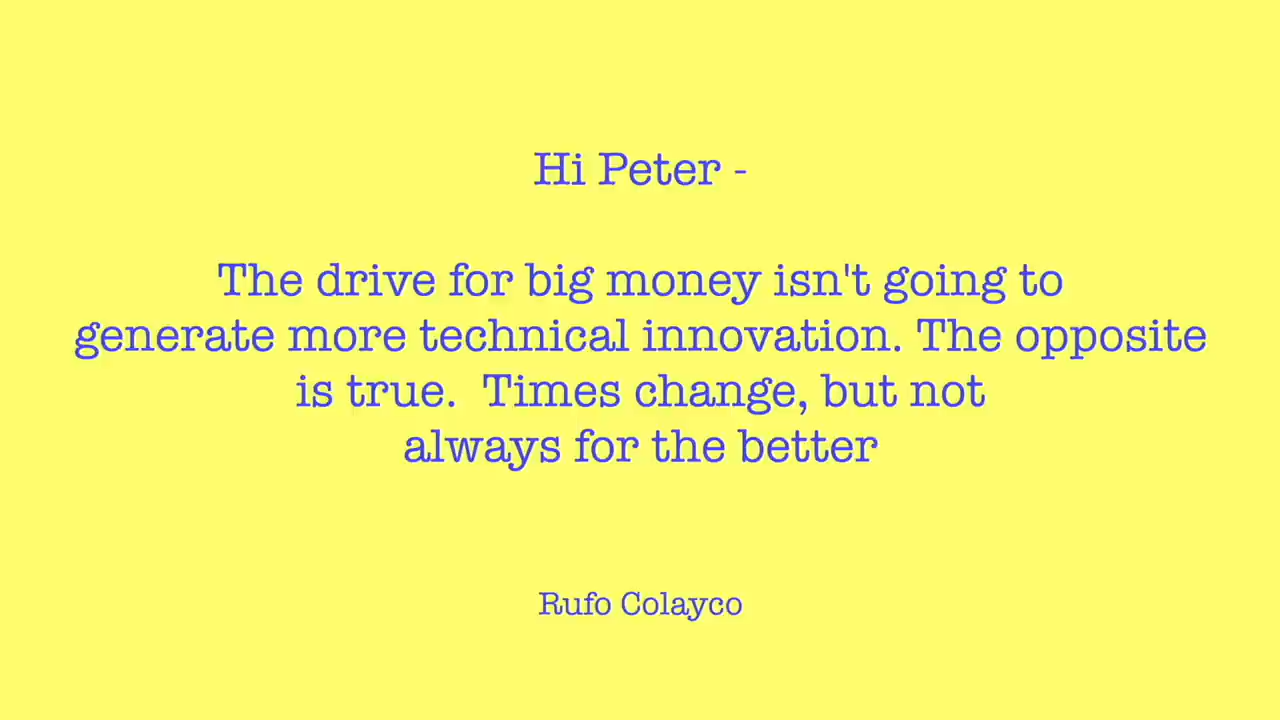 Hi Peter -
The drive for big money isn't going to
generate more technical innovation. The opposite
is true.  Times change, but not
always for the better
Rufo Colayco